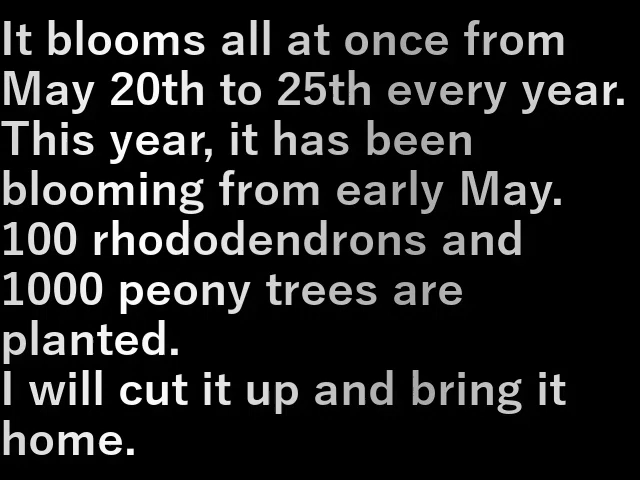 It blooms all at once from
May 20th to 25th every year.
This year, it has been
blooming from early May.
100 rhododendrons and
1000 peony trees are
planted.
I will cut it up and bring it
home.